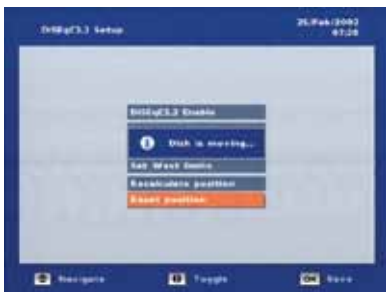 DiSEqC1.2 Setup
25/Feb/2002
07:28
DiSEqC1.2 Enable
Dish is moving...
Set West limits
Recalculate position
Reset position
Navigate
Toggle
OK Save